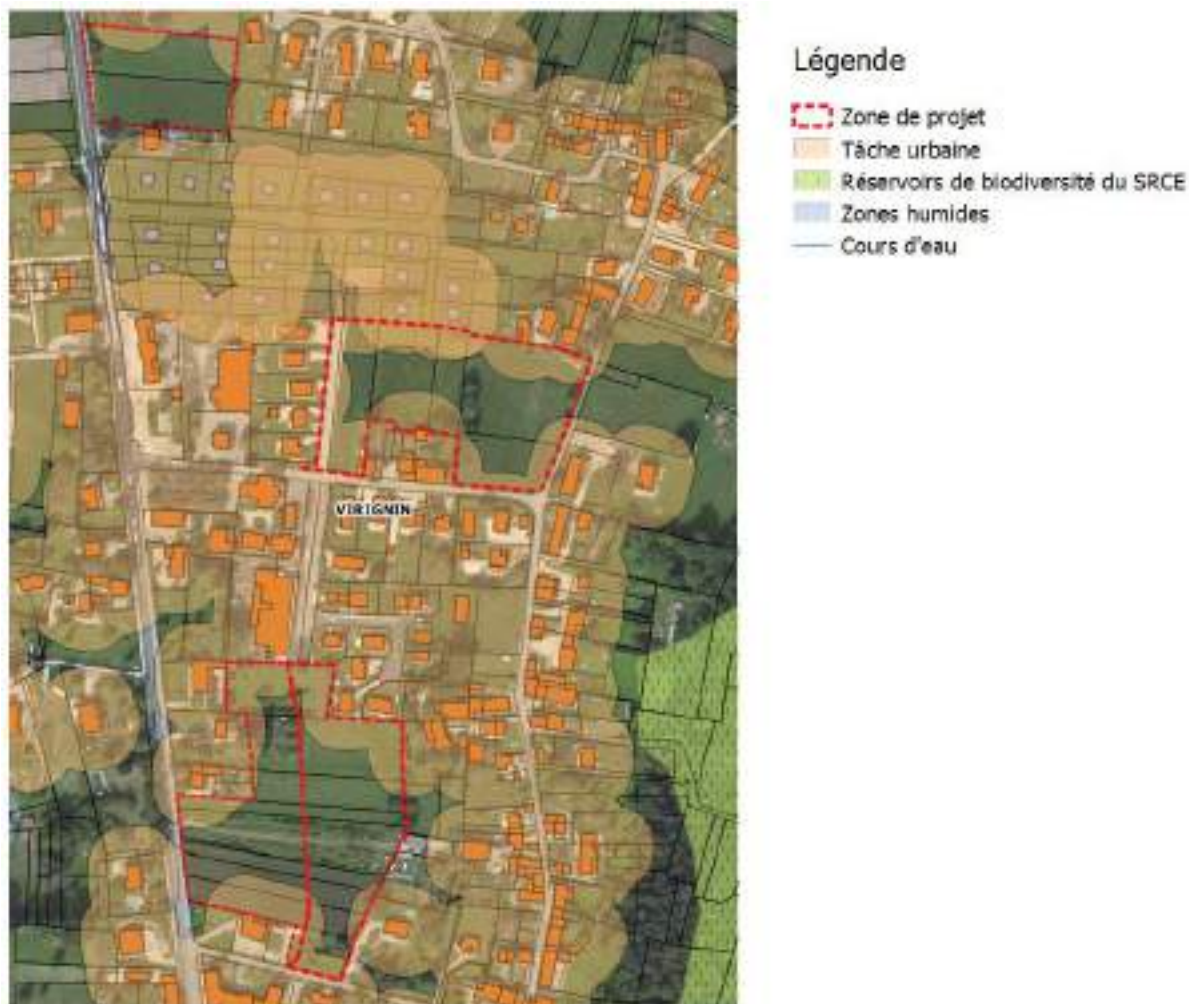 Légende
Zone de projet
Tâche urbaine
Réservoirs de biodiversité du SRCE
Zones humides
Cours d'eau
VIRIGNIN